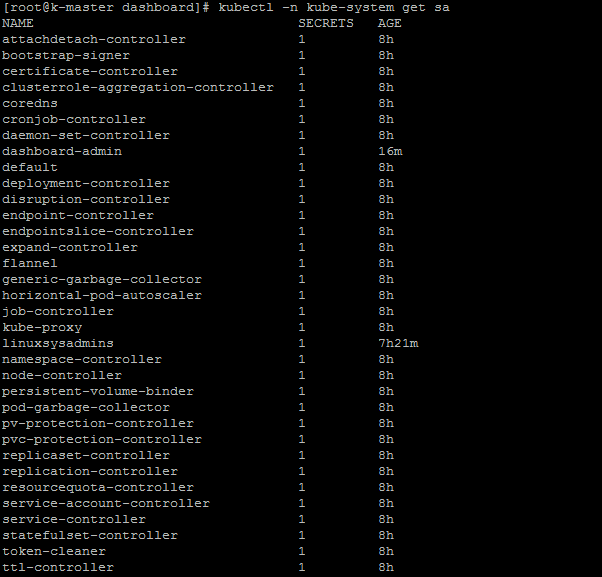 [root@k-master dashboard]# kubectl -n kube-system get sa
NAME SECRETS AGE
attachdetach-controller 1 8h
bootstrap-signer 1 8h
certificate-controller 1 8h
clusterrole-aggregation-controller 1 8h
coredns 1 8h
cronjob-controller 1 8h
daemon-set-controller 1 8h
dashboard-admin 1 16m
default 1 8h
deployment-controller 1 8h
disruption-controller 1 8h
endpoint-controller 1 8h
endpointslice-controller 1 8h
expand-controller 1 8h
flannel 1 8h
generic-garbage-collector 1 8h
horizontal-pod-autoscaler 1 8h
job-controller 1 8h
kube-proxy 1 8h
linuxsysadmins 1 7h21m
namespace-controller 1 8h
node-controller 1 8h
persistent-volume-binder 1 8h
pod-garbage-collector 1 8h
pv-protection-controller 1 8h
pvc-protection-controller 1 8h
replicaset-controller 1 8h
replication-controller 1 8h
resourcequota-controller 1 8h
service-account-controller 1 8h
service-controller 1 8h
statefulset-controller 1 8h
token-cleaner 1 8h
ttl-controller 1 8h